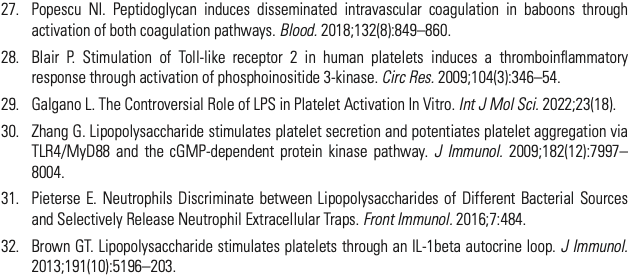 27. Popescu NI. Peptidoglycan induces disseminated intravascular coagulation in baboons through
activation of both coagulation pathways. Blood. 2018;132(8):849–860.
28. Blair P. Stimulation of Toll-like receptor 2 in human platelets induces a thromboinflammatory
response through activation of phosphoinositide 3-kinase. Circ Res. 2009;104(3):346–54.
29. Galgano L. The Controversial Role of LPS in Platelet Activation In Vitro. Int J Mol Sci. 2022;23(18).
30. Zhang G. Lipopolysaccharide stimulates platelet secretion and potentiates platelet aggregation via
TLR4/MyD88 and the cGMP-dependent protein kinase pathway. J Immunol. 2009;182(12):7997–
8004.
31. Pieterse E. Neutrophils Discriminate between Lipopolysaccharides of Different Bacterial Sources
and Selectively Release Neutrophil Extracellular Traps. Front Immunol. 2016;7:484.
32. Brown GT. Lipopolysaccharide stimulates platelets through an IL-1beta autocrine loop. J Immunol.
2013;191(10):5196–203.